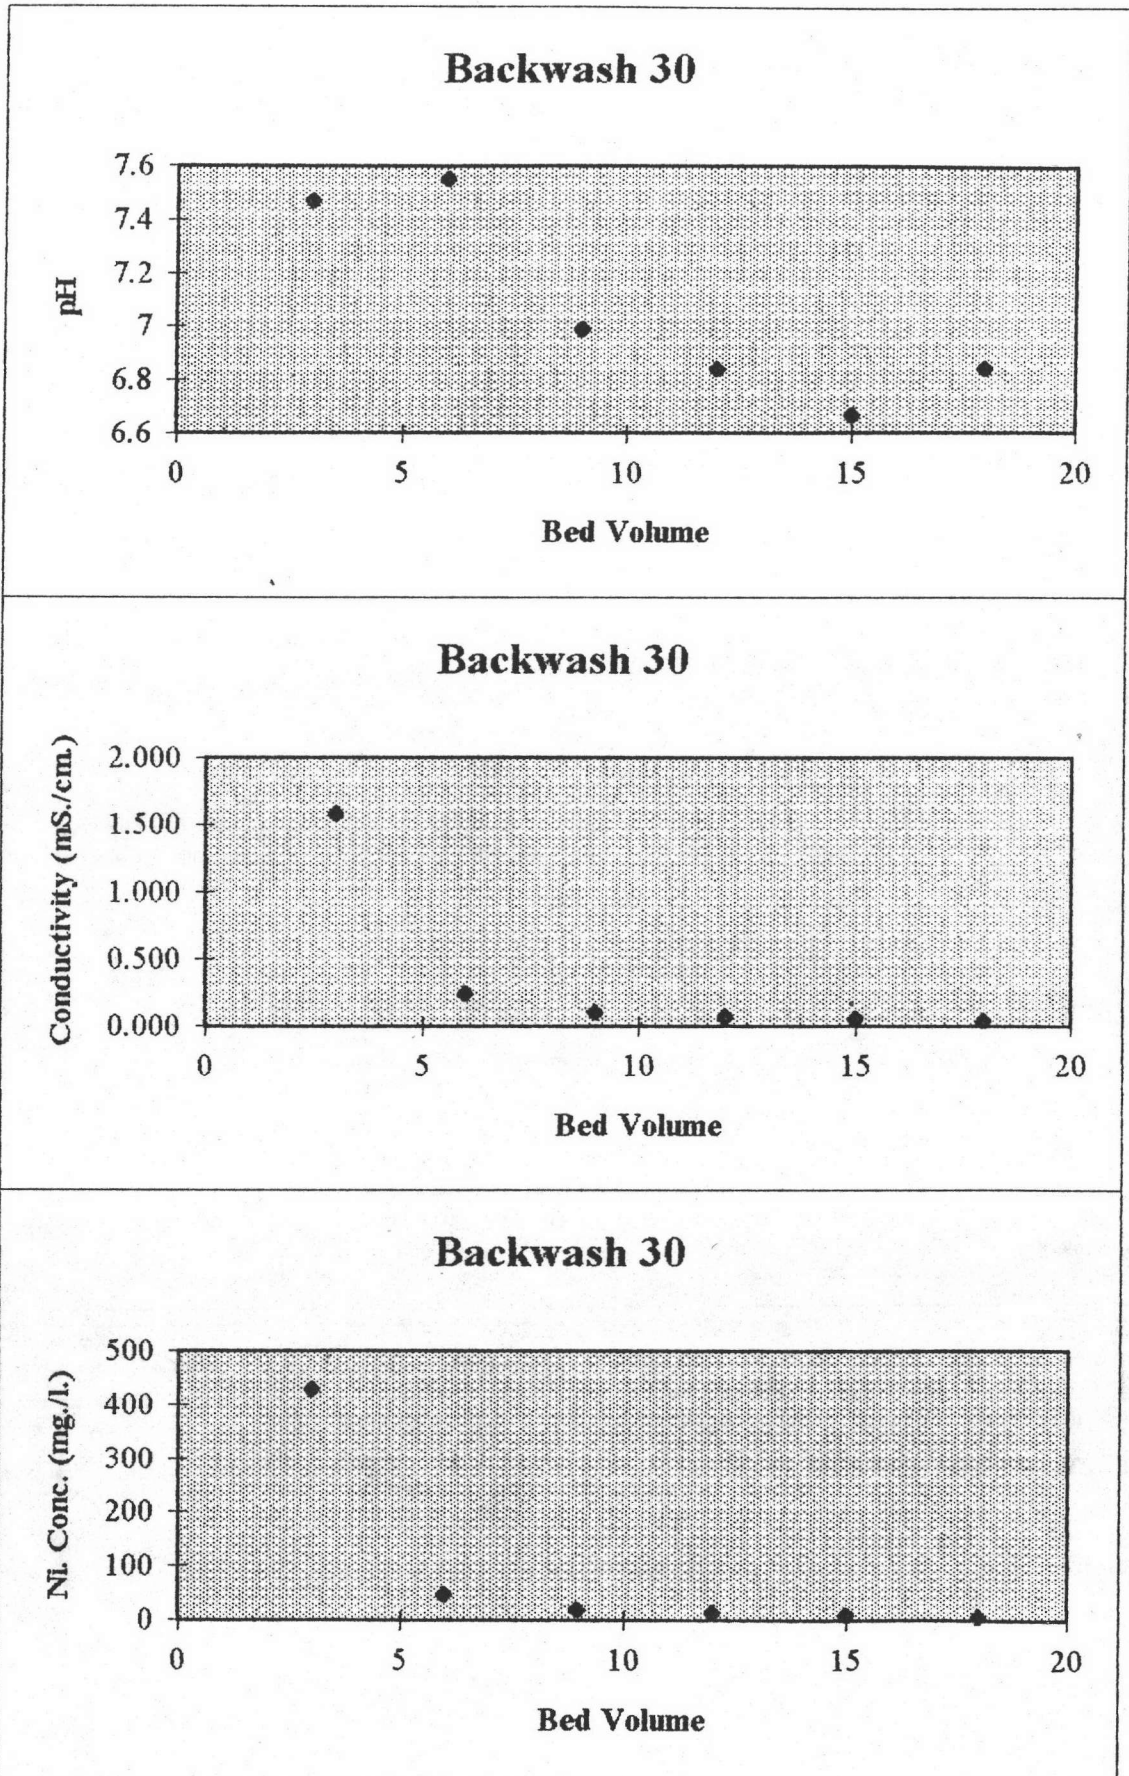 Backwash 30
7.6
7.4
7.2
7
6.8
6.6
pH
0 5 10 15 20
Bed Volume
Backwash 30
2.000
1.500
1.000
0.500
0.000
Conductivity (mS./cm.)
0 5 10 15 20
Bed Volume
Backwash 30
500
400
300
200
100
0
Ni. Conc. (mg./l.)
0 5 10 15 20
Bed Volume